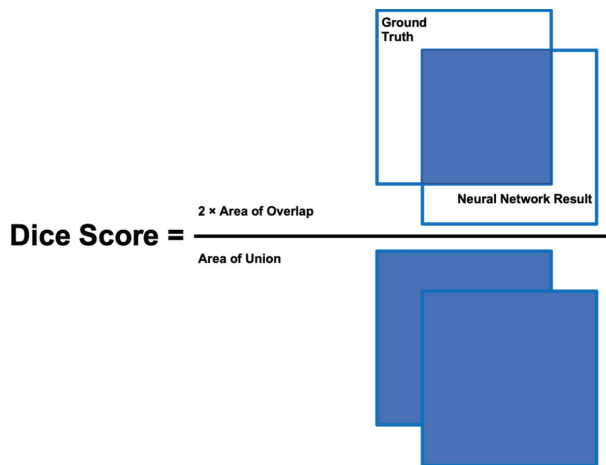 Ground
Truth
Neural Network Result
2 × Area of Overlap
Dice Score =
Area of Union